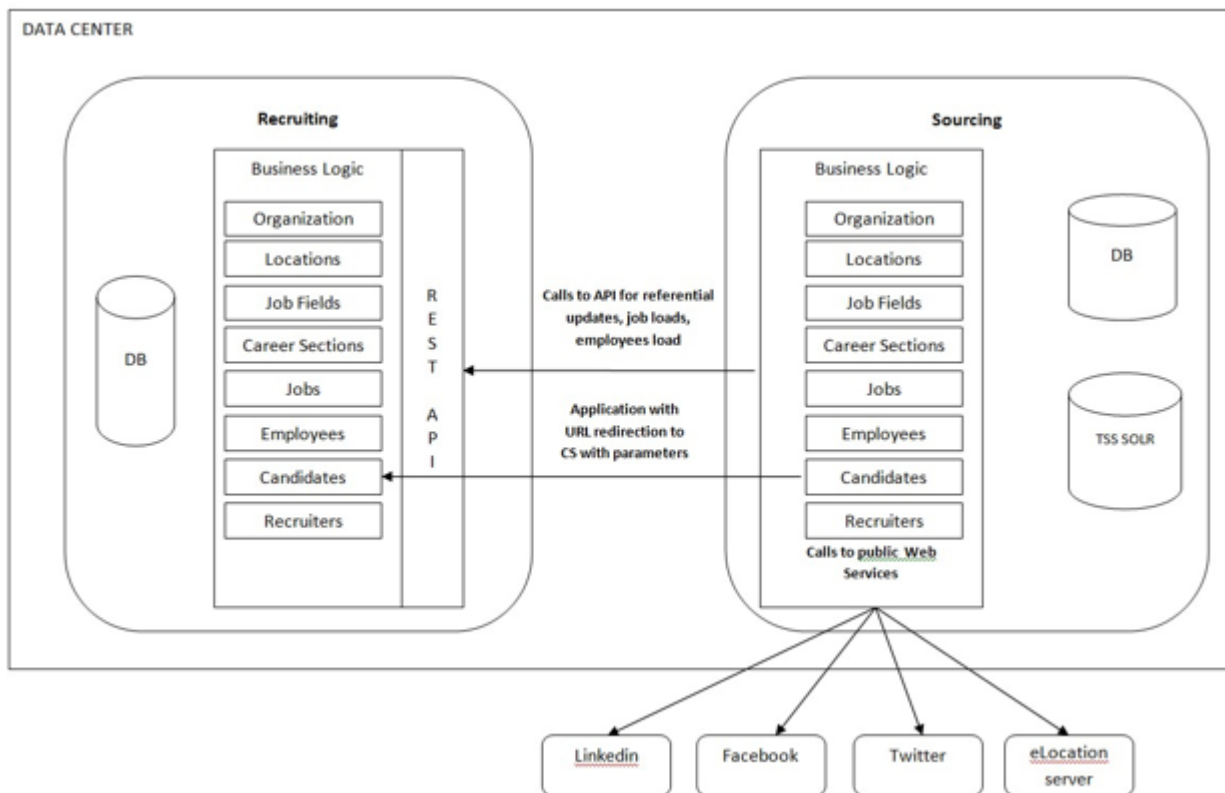 DATA CENTER
Recruiting
Business Logic
Organization
Locations
Job Fields
Career Sections
Jobs
Employees
Candidates
Recruiters
R
E
S
T
A
P
I
DB
Calls to API for referential
updates, job loads,
employees load
Application with
URL redirection to
CS with parameters
Sourcing
Business Logic
Organization
Locations
Job Fields
Career Sections
Jobs
Employees
Candidates
Recruiters
Calls to public Web
Services
DB
TSS SOLR
Linkedin
Facebook
Twitter
eLocation
server